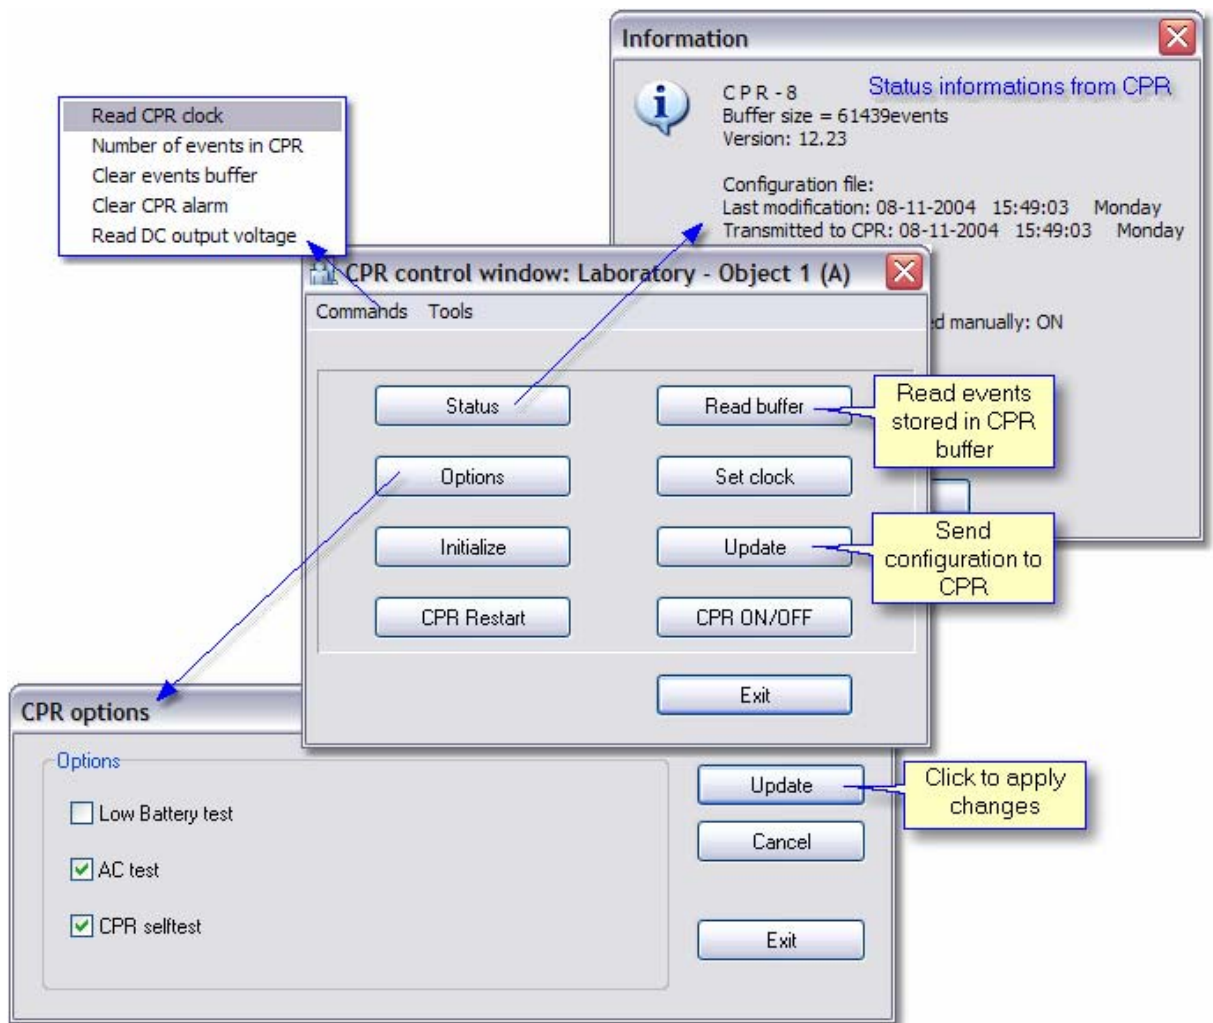 Information
CPR-8
Status informations from CPR
Buffer size = 61439events
Version: 12.23
Configuration file:
Last modification: 08-11-2004 15:49:03 Monday
Transmitted to CPR: 08-11-2004 15:49:03 Monday
ed manually: ON
Read CPR clock
Number of events in CPR
Clear events buffer
Clear CPR alarm
Read DC output voltage
CPR control window: Laboratory - Object 1 (A)
Commands Tools
Status
Read buffer
Read events
stored in CPR
buffer
Options
Set clock
Initialize
Update
Send
configuration to
CPR
CPR Restart
CPR ON/OFF
Exit
CPR options
Options
Low Battery test
AC test
CPR selftest
Update
Click to apply
changes
Cancel
Exit